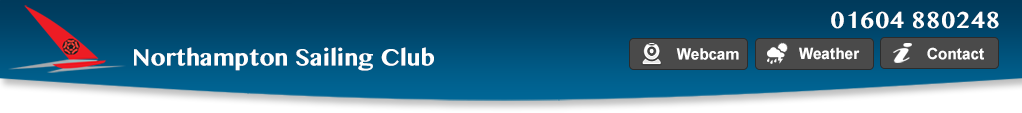 01604 880248
Northampton Sailing Club
Webcam
Weather
Contact